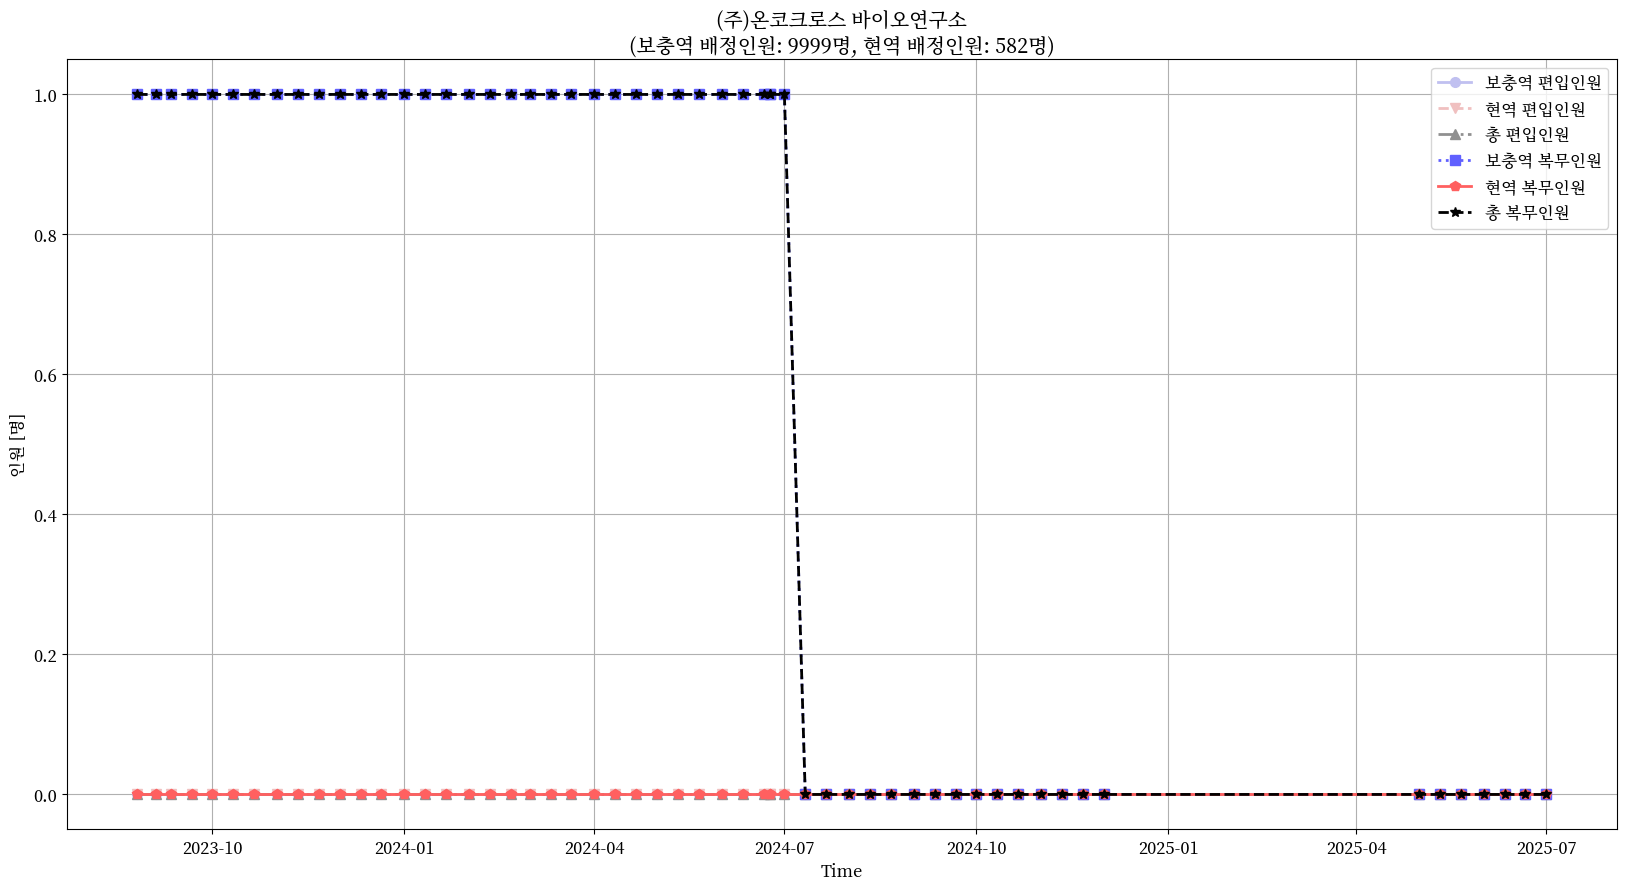 (주)온코크로스 바이오연구소
(보충역 배정인원: 9999명, 현역 배정인원: 582명)
보충역 편입인원
현역 편입인원
총 편입인원
보충역 복무인원
현역 복무인원
총 복무인원
인원 [명]
1.0
0.8
0.6
0.4
0.2
0.0
2023-10
2024-01
2024-04
2024-07
2024-10
2025-01
2025-04
2025-07
Time